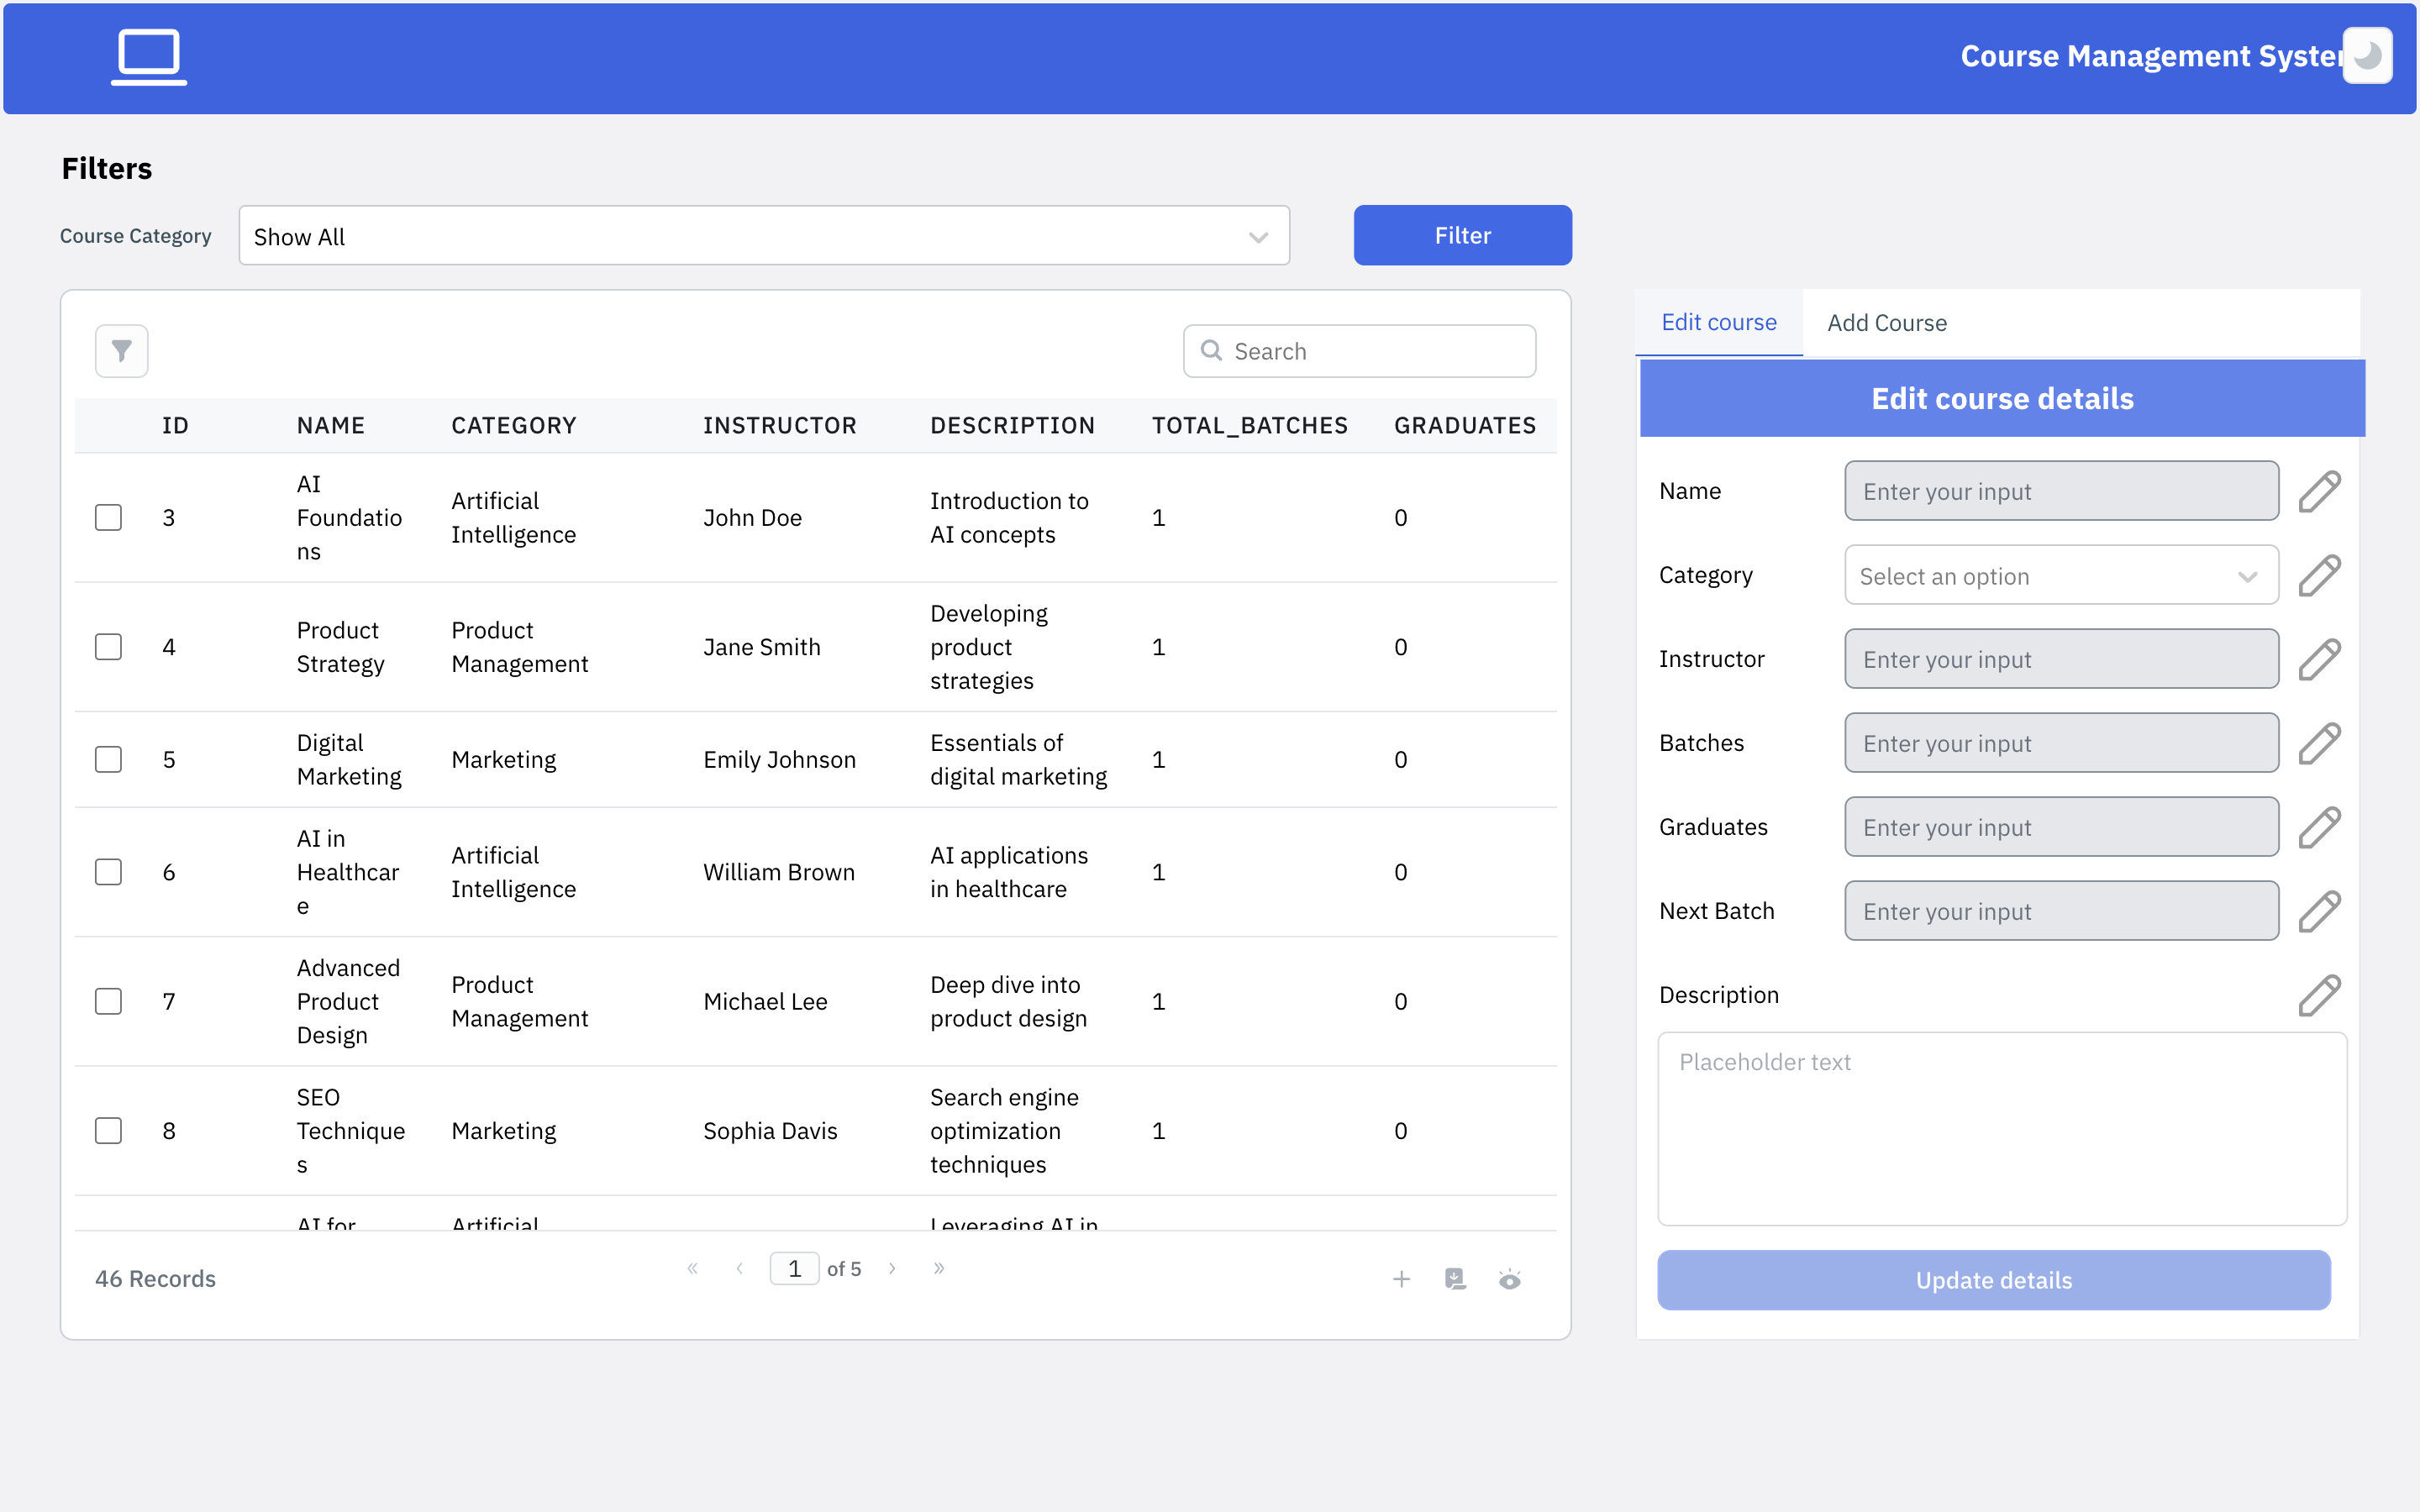 Course Management Syste
Filters
Course Category
Show All
Filter
Search
ID NAME CATEGORY INSTRUCTOR DESCRIPTION TOTAL_BATCHES GRADUATES
3 AI Foundatio ns Artificial Intelligence John Doe Introduction to AI concepts 1 0
4 Product Strategy Product Management Jane Smith Developing product strategies 1 0
5 Digital Marketing Marketing Emily Johnson Essentials of digital marketing 1 0
6 AI in Healthcar e Artificial Intelligence William Brown AI applications in healthcare 1 0
7 Advanced Product Design Product Management Michael Lee Deep dive into product design 1 0
8 SEO Technique s Marketing Sophia Davis Search engine optimization techniques 1 0
AI for Artificial Leveraging AI in
46 Records
« ‹ 1 of 5 › »
Edit course
Add Course
Edit course details
Name Enter your input
Category Select an option
Instructor Enter your input
Batches Enter your input
Graduates Enter your input
Next Batch Enter your input
Description
Placeholder text
Update details